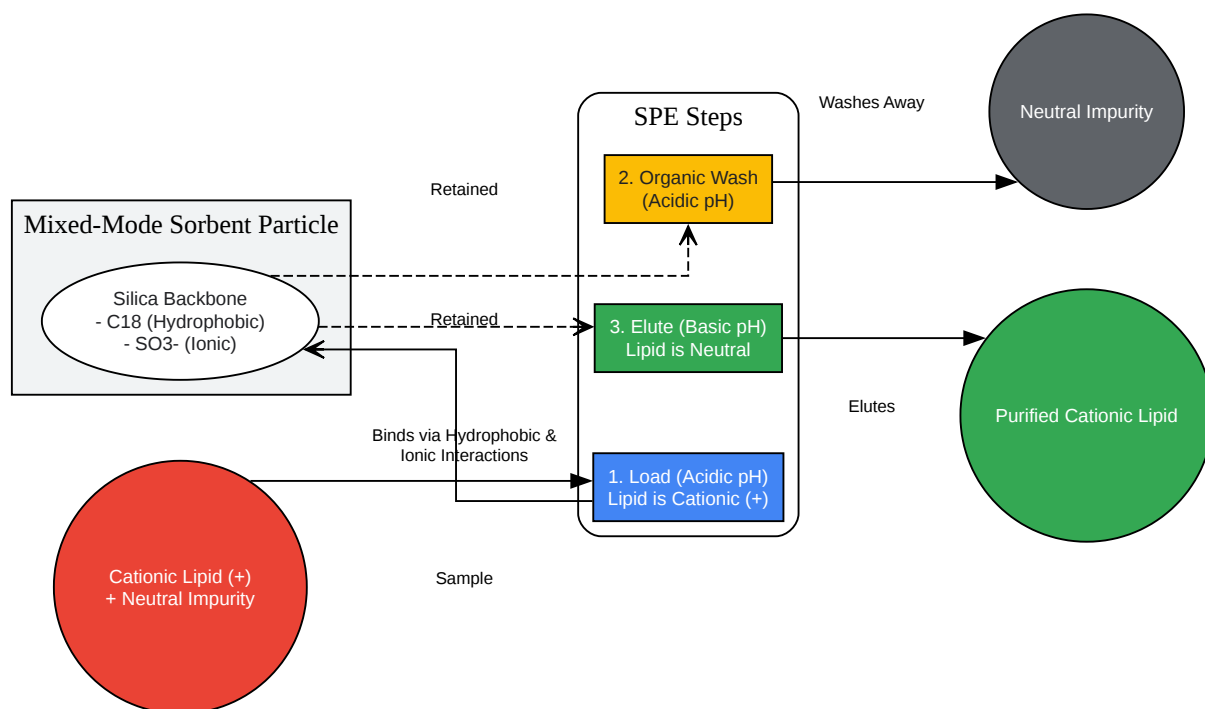 SPE Steps
Washes Away
Neutral Impurity
2. Organic Wash
(Acidic pH)
Retained
Mixed-Mode Sorbent Particle
Silica Backbone
- C18 (Hydrophobic)
- SO3- (Ionic)
Retained
3. Elute (Basic pH)
Lipid is Neutral
Elutes
Purified Cationic Lipid
Binds via Hydrophobic &
Ionic Interactions
1. Load (Acidic pH)
Lipid is Cationic (+)
Cationic Lipid (+)
+ Neutral Impurity
Sample